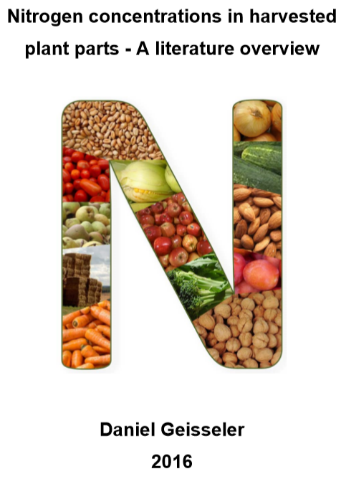 Nitrogen concentrations in harvested
plant parts - A literature overview
N
Daniel Geisseler
2016